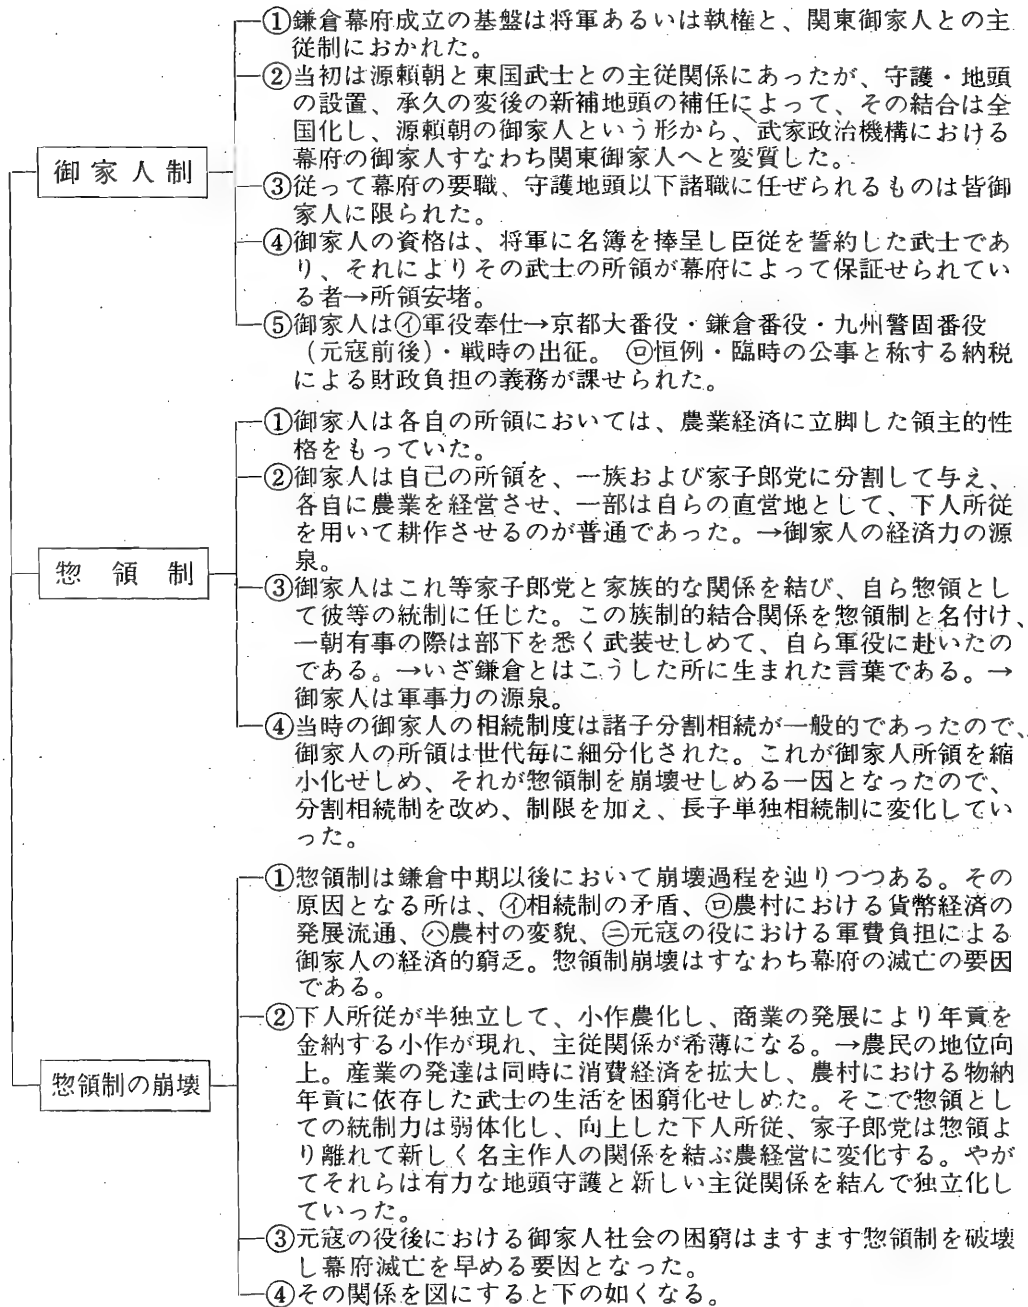 御家人制
①鎌倉幕府成立の基盤は将軍あるいは執権と、関東御家人との主
従制におかれた。
②当初は源頼朝と東国武士との主従関係にあったが、守護・地頭
の設置、承久の変後の新補地頭の補任によって、その結合は全
国化し、源頼朝の御家人という形から、武家政治機構における
幕府の御家人すなわち関東御家人へと変質した。
③従って幕府の要職、守護地頭以下諸職に任ぜられるものは皆御
家人に限られた。
④御家人の資格は、将軍に名簿を捧呈し臣従を誓約した武士であ
り、それによりその武士の所領が幕府によって保証せられてい
る者→所領安堵。
⑤御家人は㋑軍役奉仕→京都大番役・鎌倉番役・九州警固番役
(元寇前後)・戦時の出征。㋺恒例・臨時の公事と称する納税
による財政負担の義務が課せられた。
惣領制
①御家人は各自の所領においては、農業経済に立脚した領主的性
格をもっていた。
②御家人は自己の所領を、一族および家子郎党に分割して与え、
各自に農業を経営させ、一部は自らの直営地として、下人所従
を用いて耕作させるのが普通であった。→御家人の経済力の源
泉。
③御家人はこれ等家子郎党と家族的な関係を結び、自ら惣領とし
て彼等の統制に任じた。この族制的結合関係を惣領制と名付け、
一朝有事の際は部下を悉く武装せしめて、自ら軍役に赴いたの
である。→いざ鎌倉とはこうした所に生まれた言葉である。→
御家人は軍事力の源泉。
④当時の御家人の相続制度は諸子分割相続が一般的であったので、
御家人の所領は世代毎に細分化された。これが御家人所領を縮
小化せしめ、それが惣領制を崩壊せしめる一因となったので、
分割相続制を改め、制限を加え、長子単独相続制に変化してい
った。
惣領制の崩壊
①惣領制は鎌倉中期以後において崩壊過程を辿りつつある。その
原因となる所は、㋑相続制の矛盾、㋺農村における貨幣経済の
発展流通、㋩農村の変貌、㋥元寇の役における軍費負担による
御家人の経済的窮乏。惣領制崩壊はすなわち幕府の滅亡の要因
である。
②下人所従が半独立して、小作農化し、商業の発展により年貢を
金納する小作が現れ、主従関係が希薄になる。→農民の地位向
上。産業の発達は同時に消費経済を拡大し、農村における物納
年貢に依存した武士の生活を困窮化せしめた。そこで惣領とし
ての統制力は弱体化し、向上した下人所従、家子郎党は惣領よ
り離れて新しく名主作人の関係を結ぶ農経営に変化する。やが
てそれらは有力な地頭守護と新しい主従関係を結んで独立化し
ていった。
③元寇の役後における御家人社会の困窮はますます惣領制を破壊
し幕府滅亡を早める要因となった。
④その関係を図にすると下の如くなる。